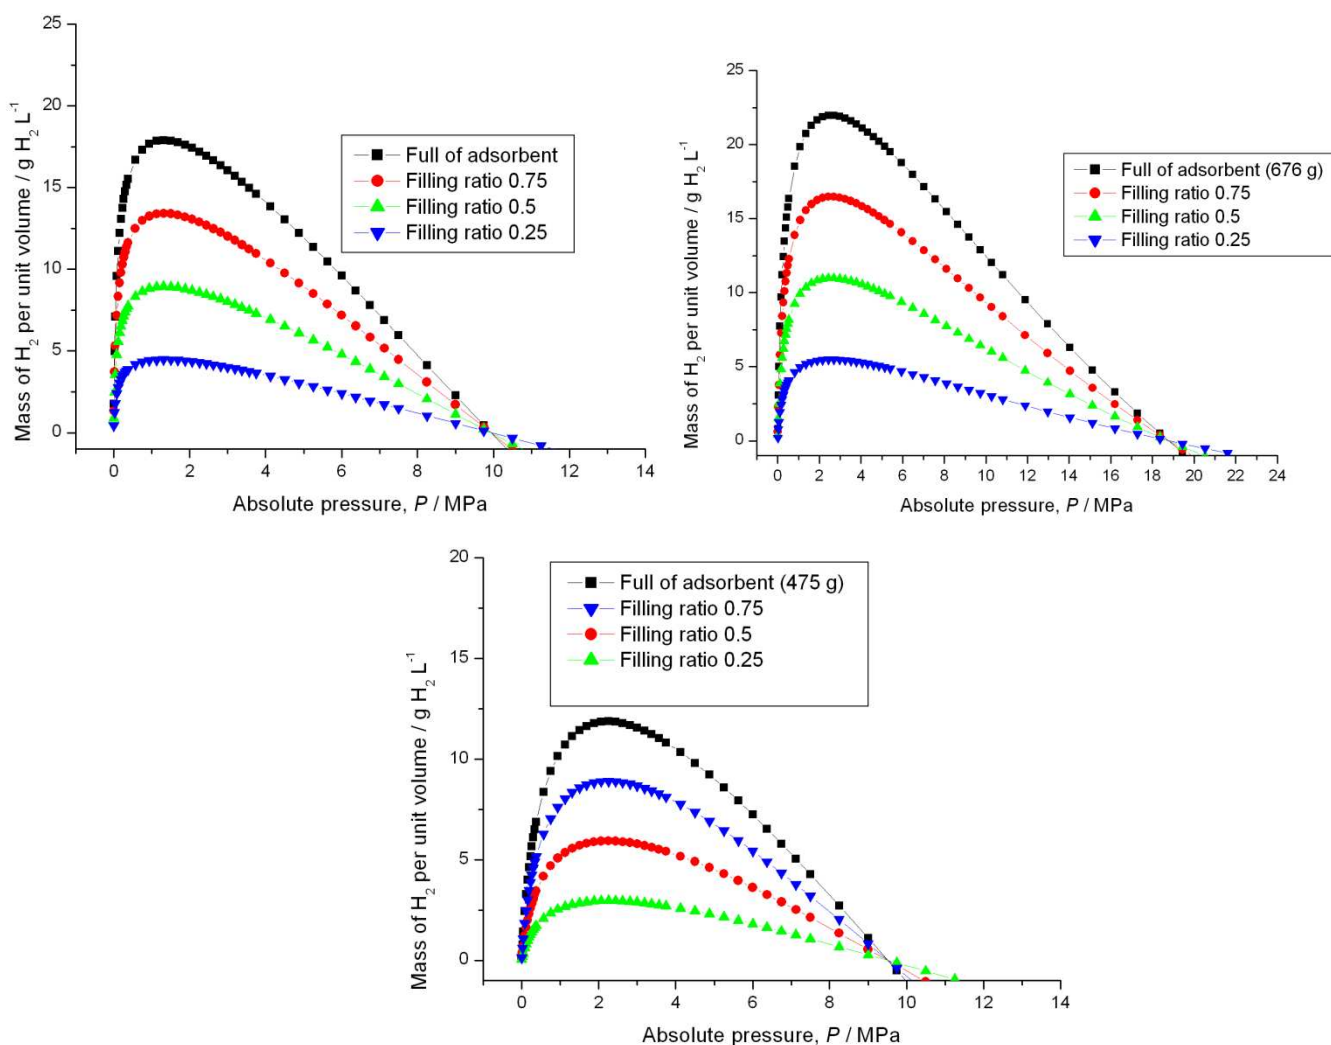 25
20
15
10
5
0
Mass of H₂ per unit volume / g H₂ L⁻¹
Full of adsorbent
Filling ratio 0.75
Filling ratio 0.5
Filling ratio 0.25
0 2 4 6 8 10 12 14
Absolute pressure, P / MPa
25
20
15
10
5
0
Mass of H₂ per unit volume / g H₂ L⁻¹
Full of adsorbent (676 g)
Filling ratio 0.75
Filling ratio 0.5
Filling ratio 0.25
0 2 4 6 8 10 12 14 16 18 20 22 24
Absolute pressure, P / MPa
20
15
10
5
0
Mass of H₂ per unit volume / g H₂ L⁻¹
Full of adsorbent (475 g)
Filling ratio 0.75
Filling ratio 0.5
Filling ratio 0.25
0 2 4 6 8 10 12 14
Absolute pressure, P / MPa